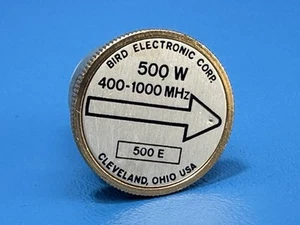 BIRD ELECTRONIC CORP.
500 W
400-1000 MHz
500 E
CLEVELAND, OHIO USA